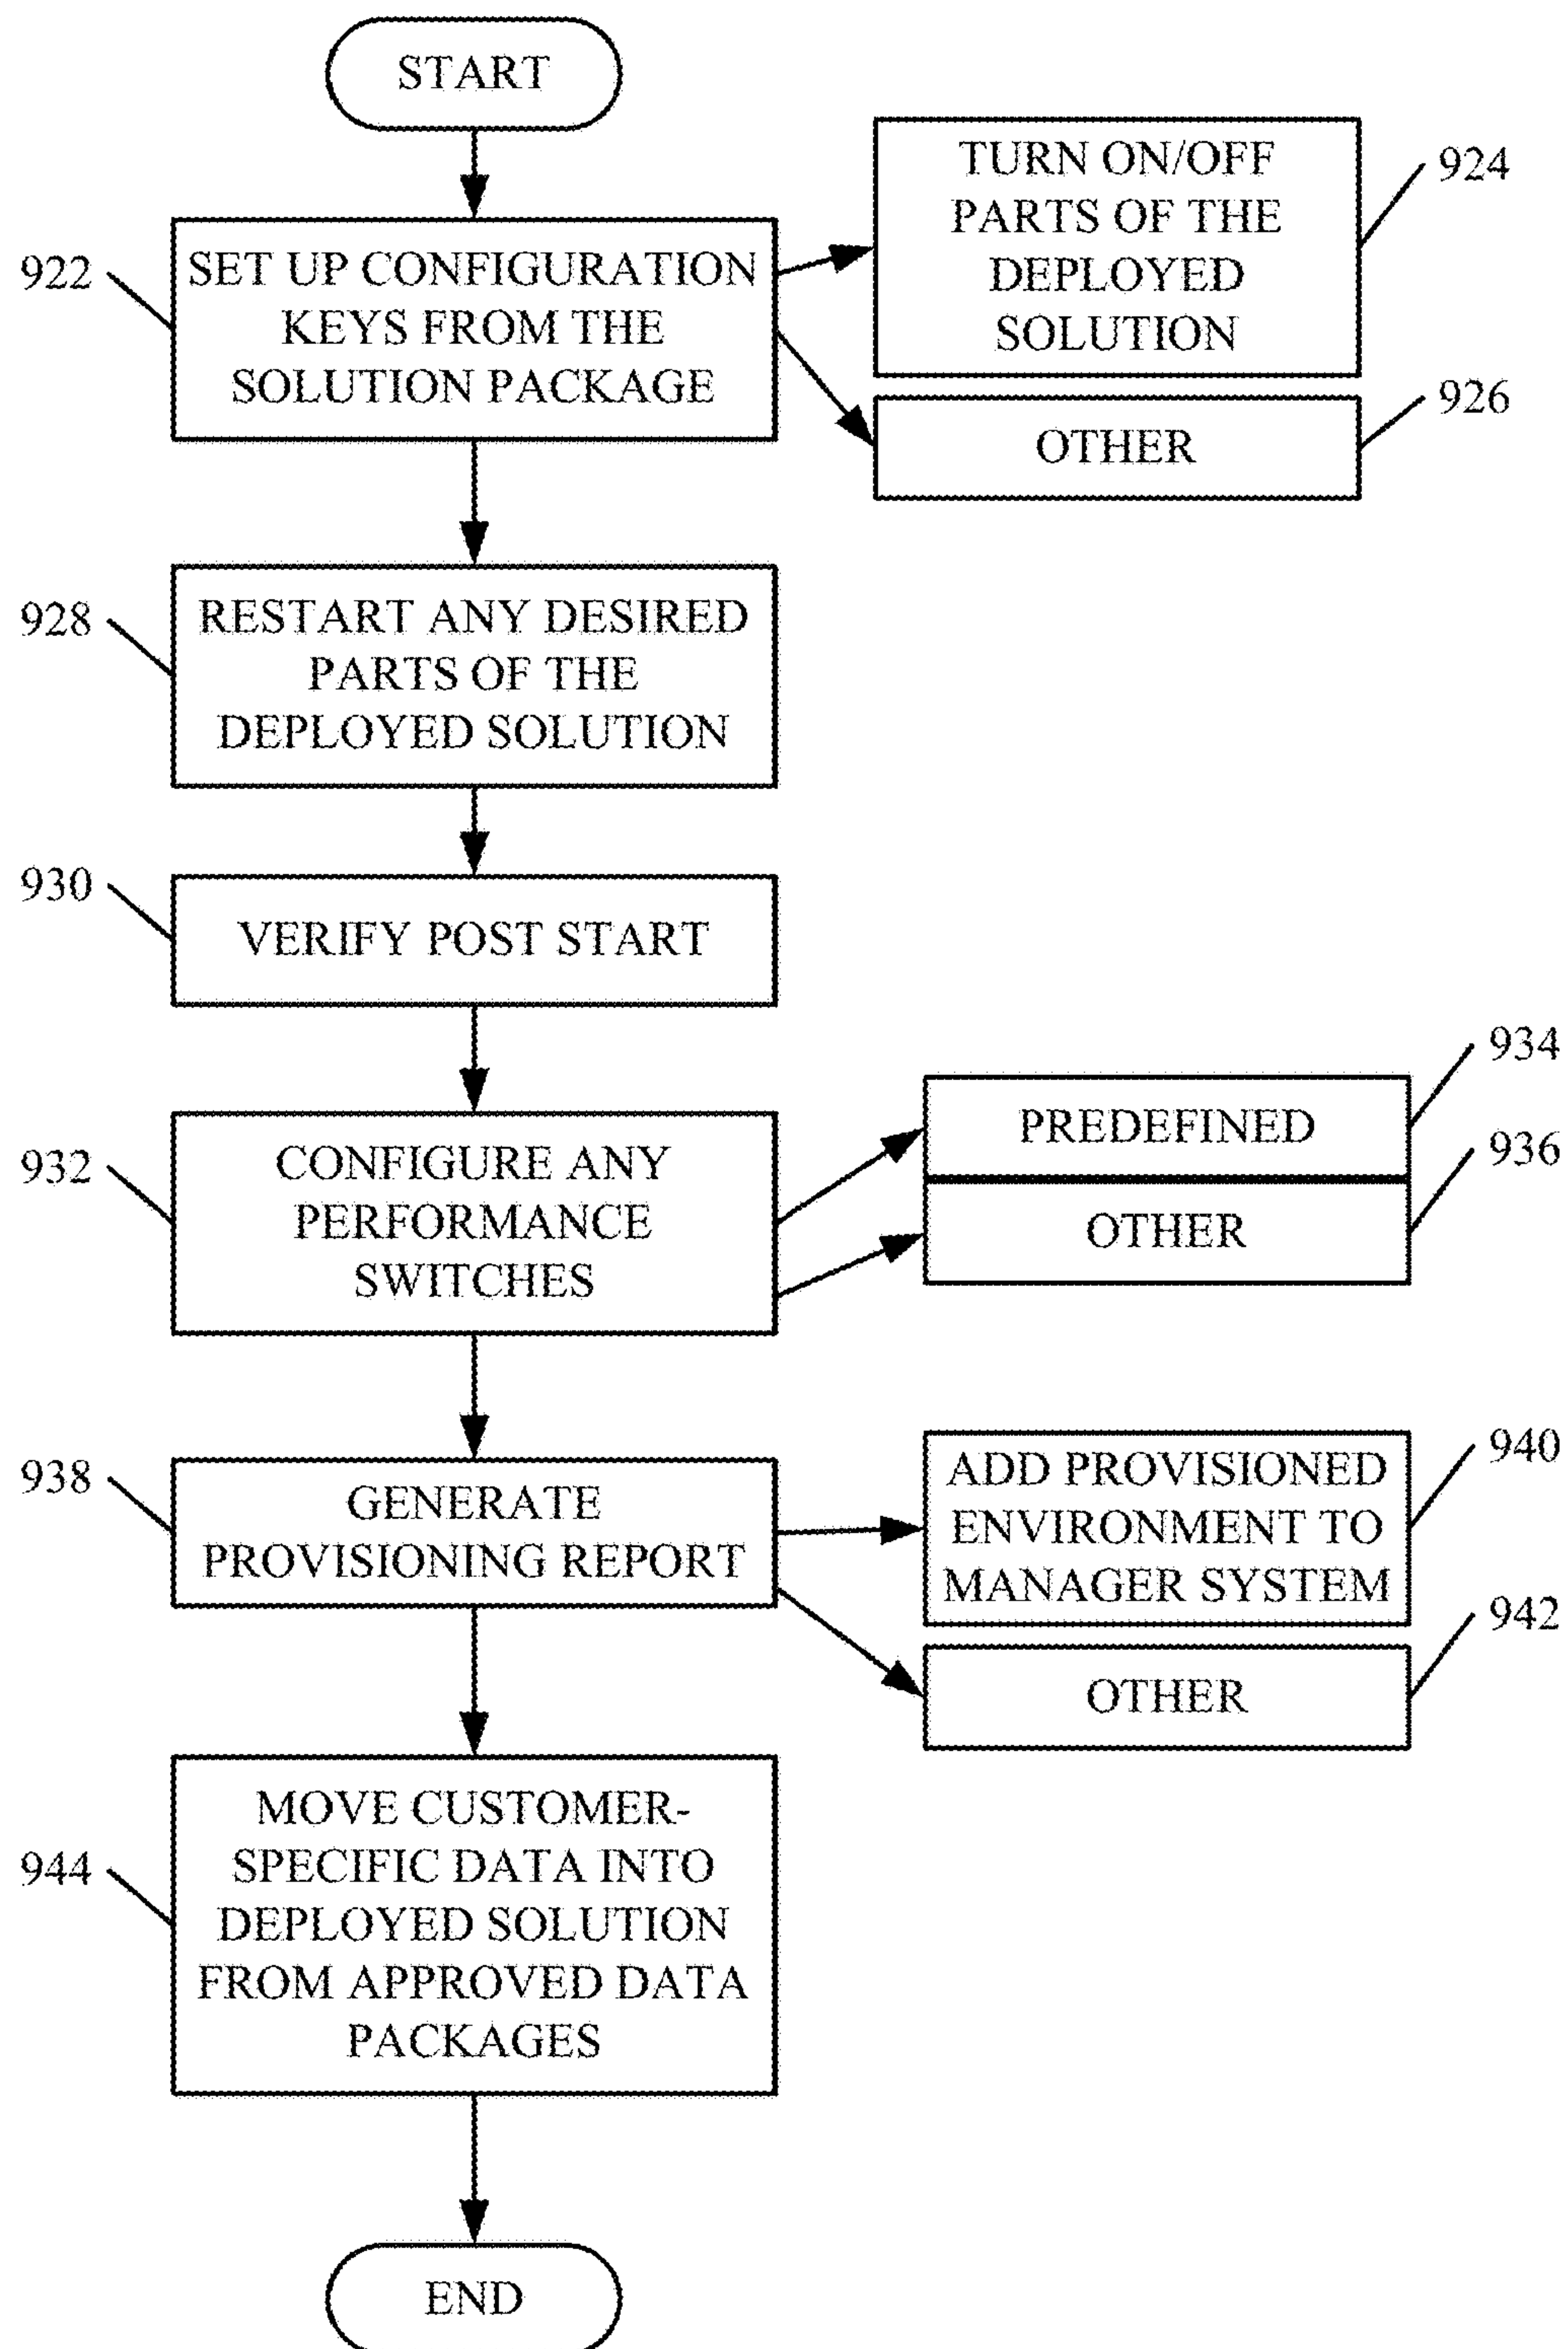 START
922
SET UP CONFIGURATION
KEYS FROM THE
SOLUTION PACKAGE
TURN ON/OFF
PARTS OF THE
DEPLOYED
SOLUTION
924
OTHER
926
928
RESTART ANY DESIRED
PARTS OF THE
DEPLOYED SOLUTION
930
VERIFY POST START
932
CONFIGURE ANY
PERFORMANCE
SWITCHES
PREDEFINED
934
OTHER
936
938
GENERATE
PROVISIONING REPORT
ADD PROVISIONED
ENVIRONMENT TO
MANAGER SYSTEM
940
OTHER
942
944
MOVE CUSTOMER-
SPECIFIC DATA INTO
DEPLOYED SOLUTION
FROM APPROVED DATA
PACKAGES
END